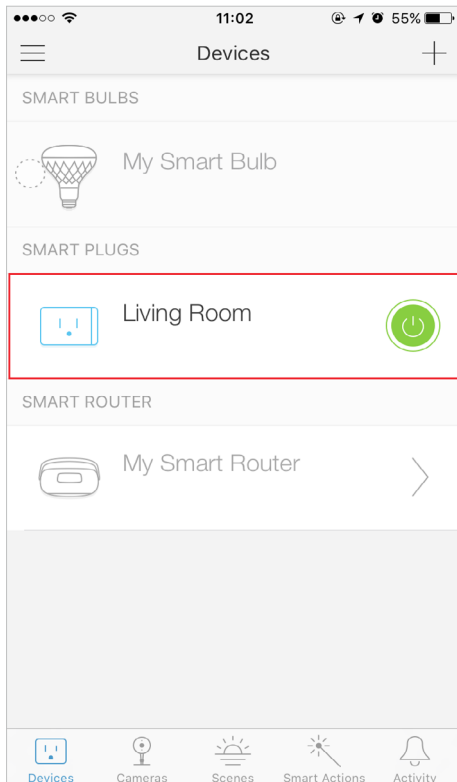 11:02
55%
Devices
SMART BULBS
My Smart Bulb
SMART PLUGS
Living Room
SMART ROUTER
My Smart Router
Devices Cameras Scenes Smart Actions Activity